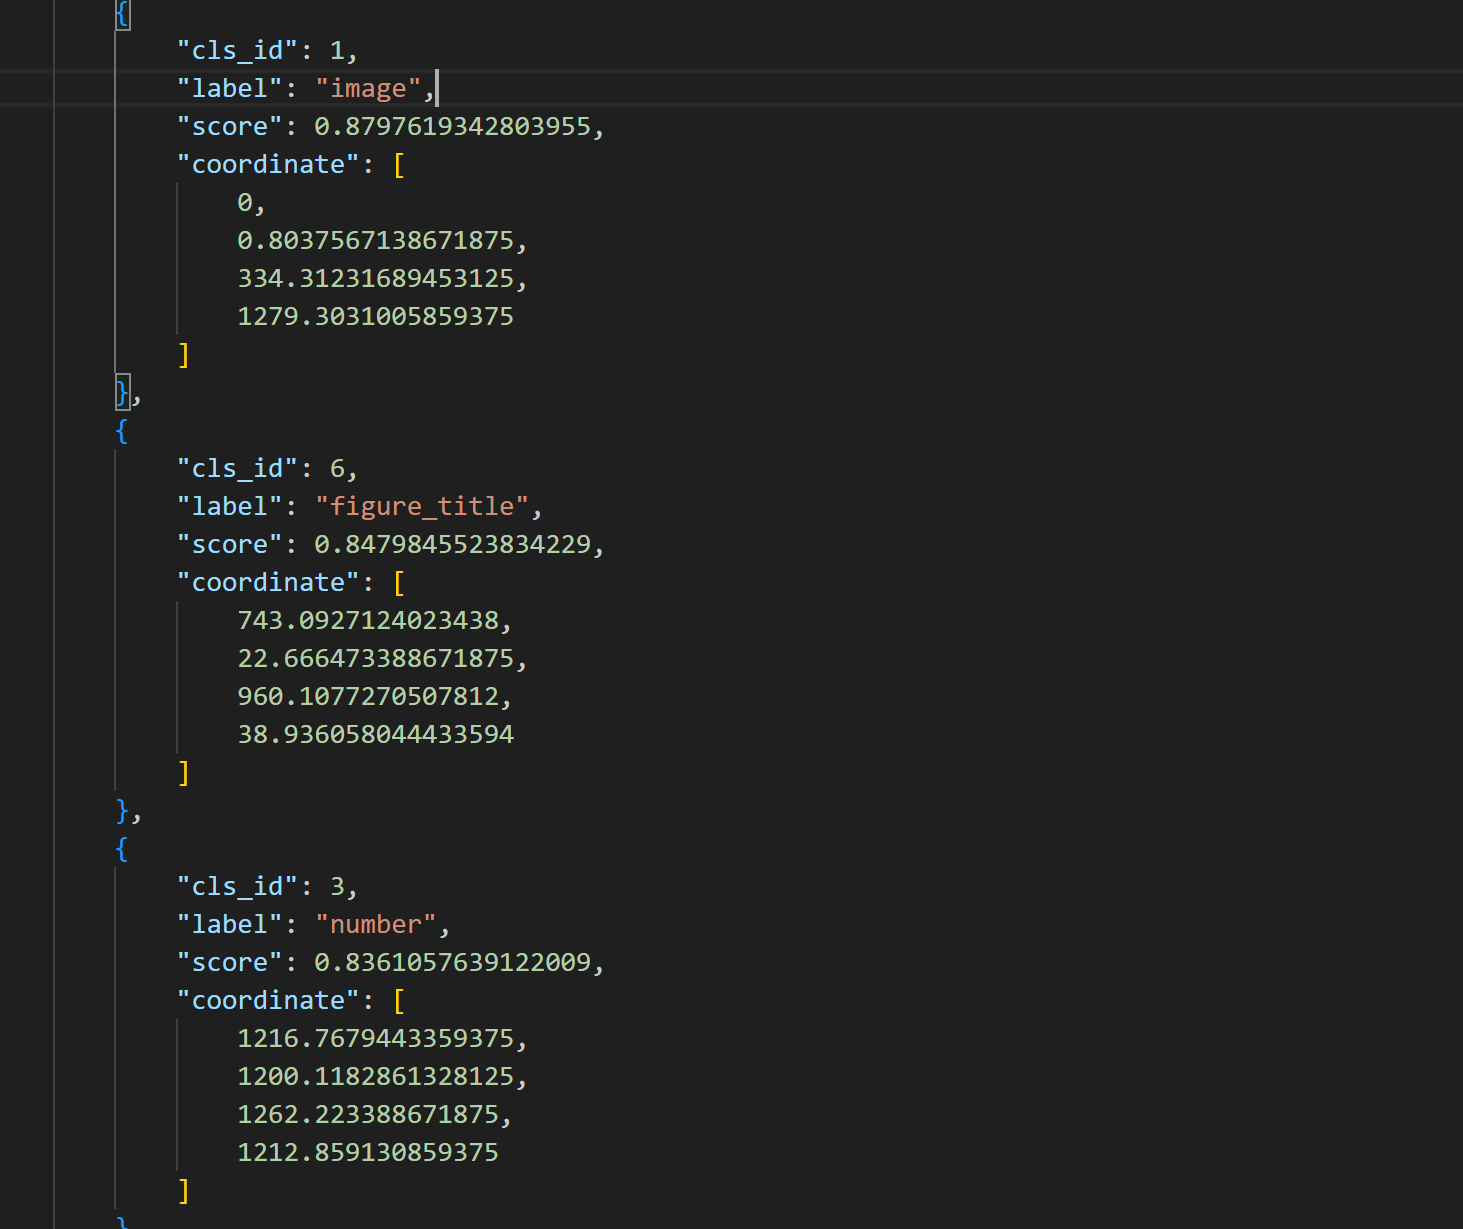 {
"cls_id": 1,
"label": "image",
"score": 0.8797619342803955,
"coordinate": [
0,
0.8037567138671875,
334.31231689453125,
1279.3031005859375
]
},
{
"cls_id": 6,
"label": "figure_title",
"score": 0.8479845523834229,
"coordinate": [
743.0927124023438,
22.666473388671875,
960.1077270507812,
38.936058044433594
]
},
{
"cls_id": 3,
"label": "number",
"score": 0.8361057639122009,
"coordinate": [
1216.7679443359375,
1200.1182861328125,
1262.223388671875,
1212.859130859375
]
}